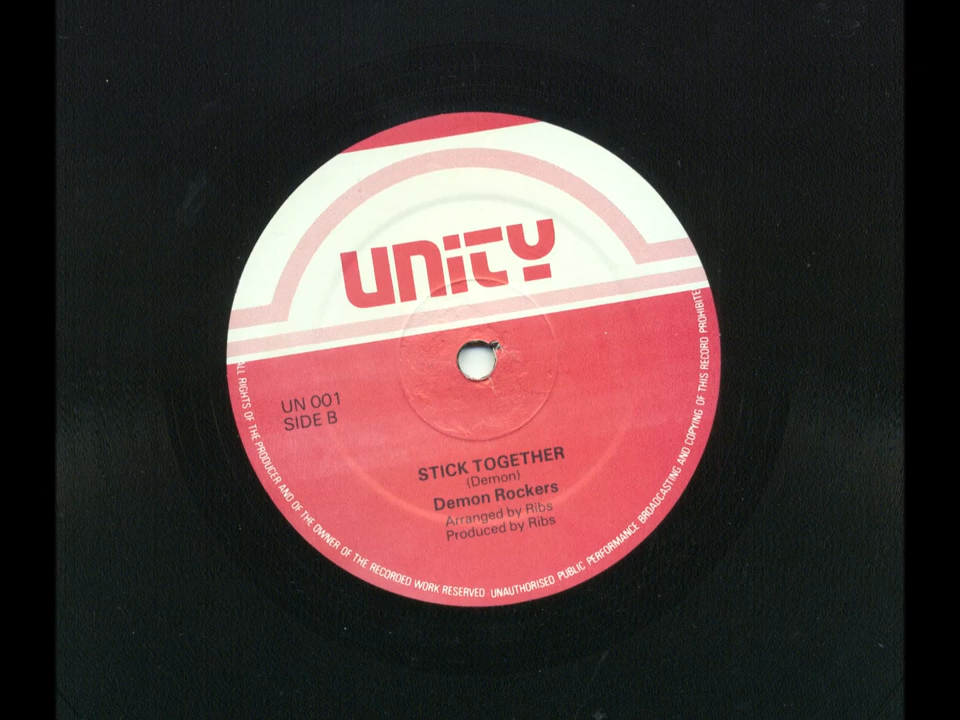 UNiTY
UN 001
SIDE B
STICK TOGETHER
(Demon)
Demon Rockers
Arranged by Ribs
Produced by Ribs
ALL RIGHTS OF THE PRODUCER AND OF THE OWNER OF THE RECORDED WORK RESERVED · UNAUTHORISED PUBLIC PERFORMANCE BROADCASTING AND COPYING OF THIS RECORD PROHIBITE